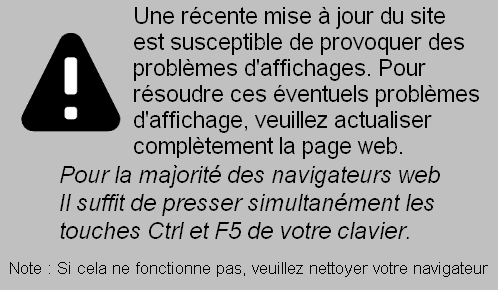 Une récente mise à jour du site
est susceptible de provoquer des
problèmes d'affichages. Pour
résoudre ces éventuels problèmes
d'affichage, veuillez actualiser
complètement la page web.
Pour la majorité des navigateurs web
Il suffit de presser simultanément les
touches Ctrl et F5 de votre clavier.
Note : Si cela ne fonctionne pas, veuillez nettoyer votre navigateur